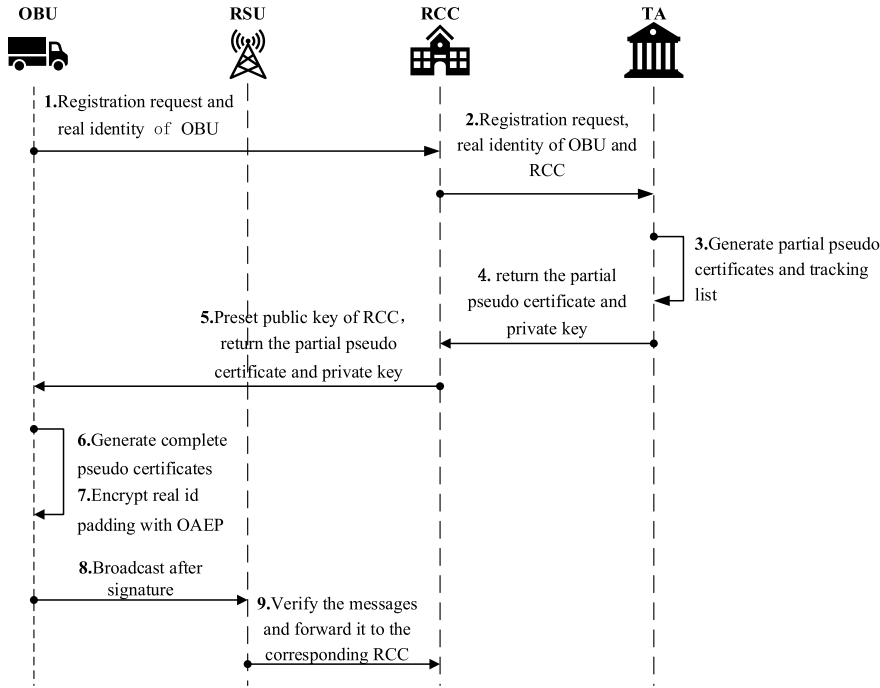 OBU
RSU
RCC
TA
1.Registration request and
real identity of OBU
2.Registration request,
real identity of OBU and
RCC
3.Generate partial pseudo
certificates and tracking
list
4. return the partial
pseudo certificate and
private key
5.Preset public key of RCC，
return the partial pseudo
certificate and private key
6.Generate complete
pseudo certificates
7.Encrypt real id
padding with OAEP
8.Broadcast after
signature
9.Verify the messages
and forward it to the
corresponding RCC